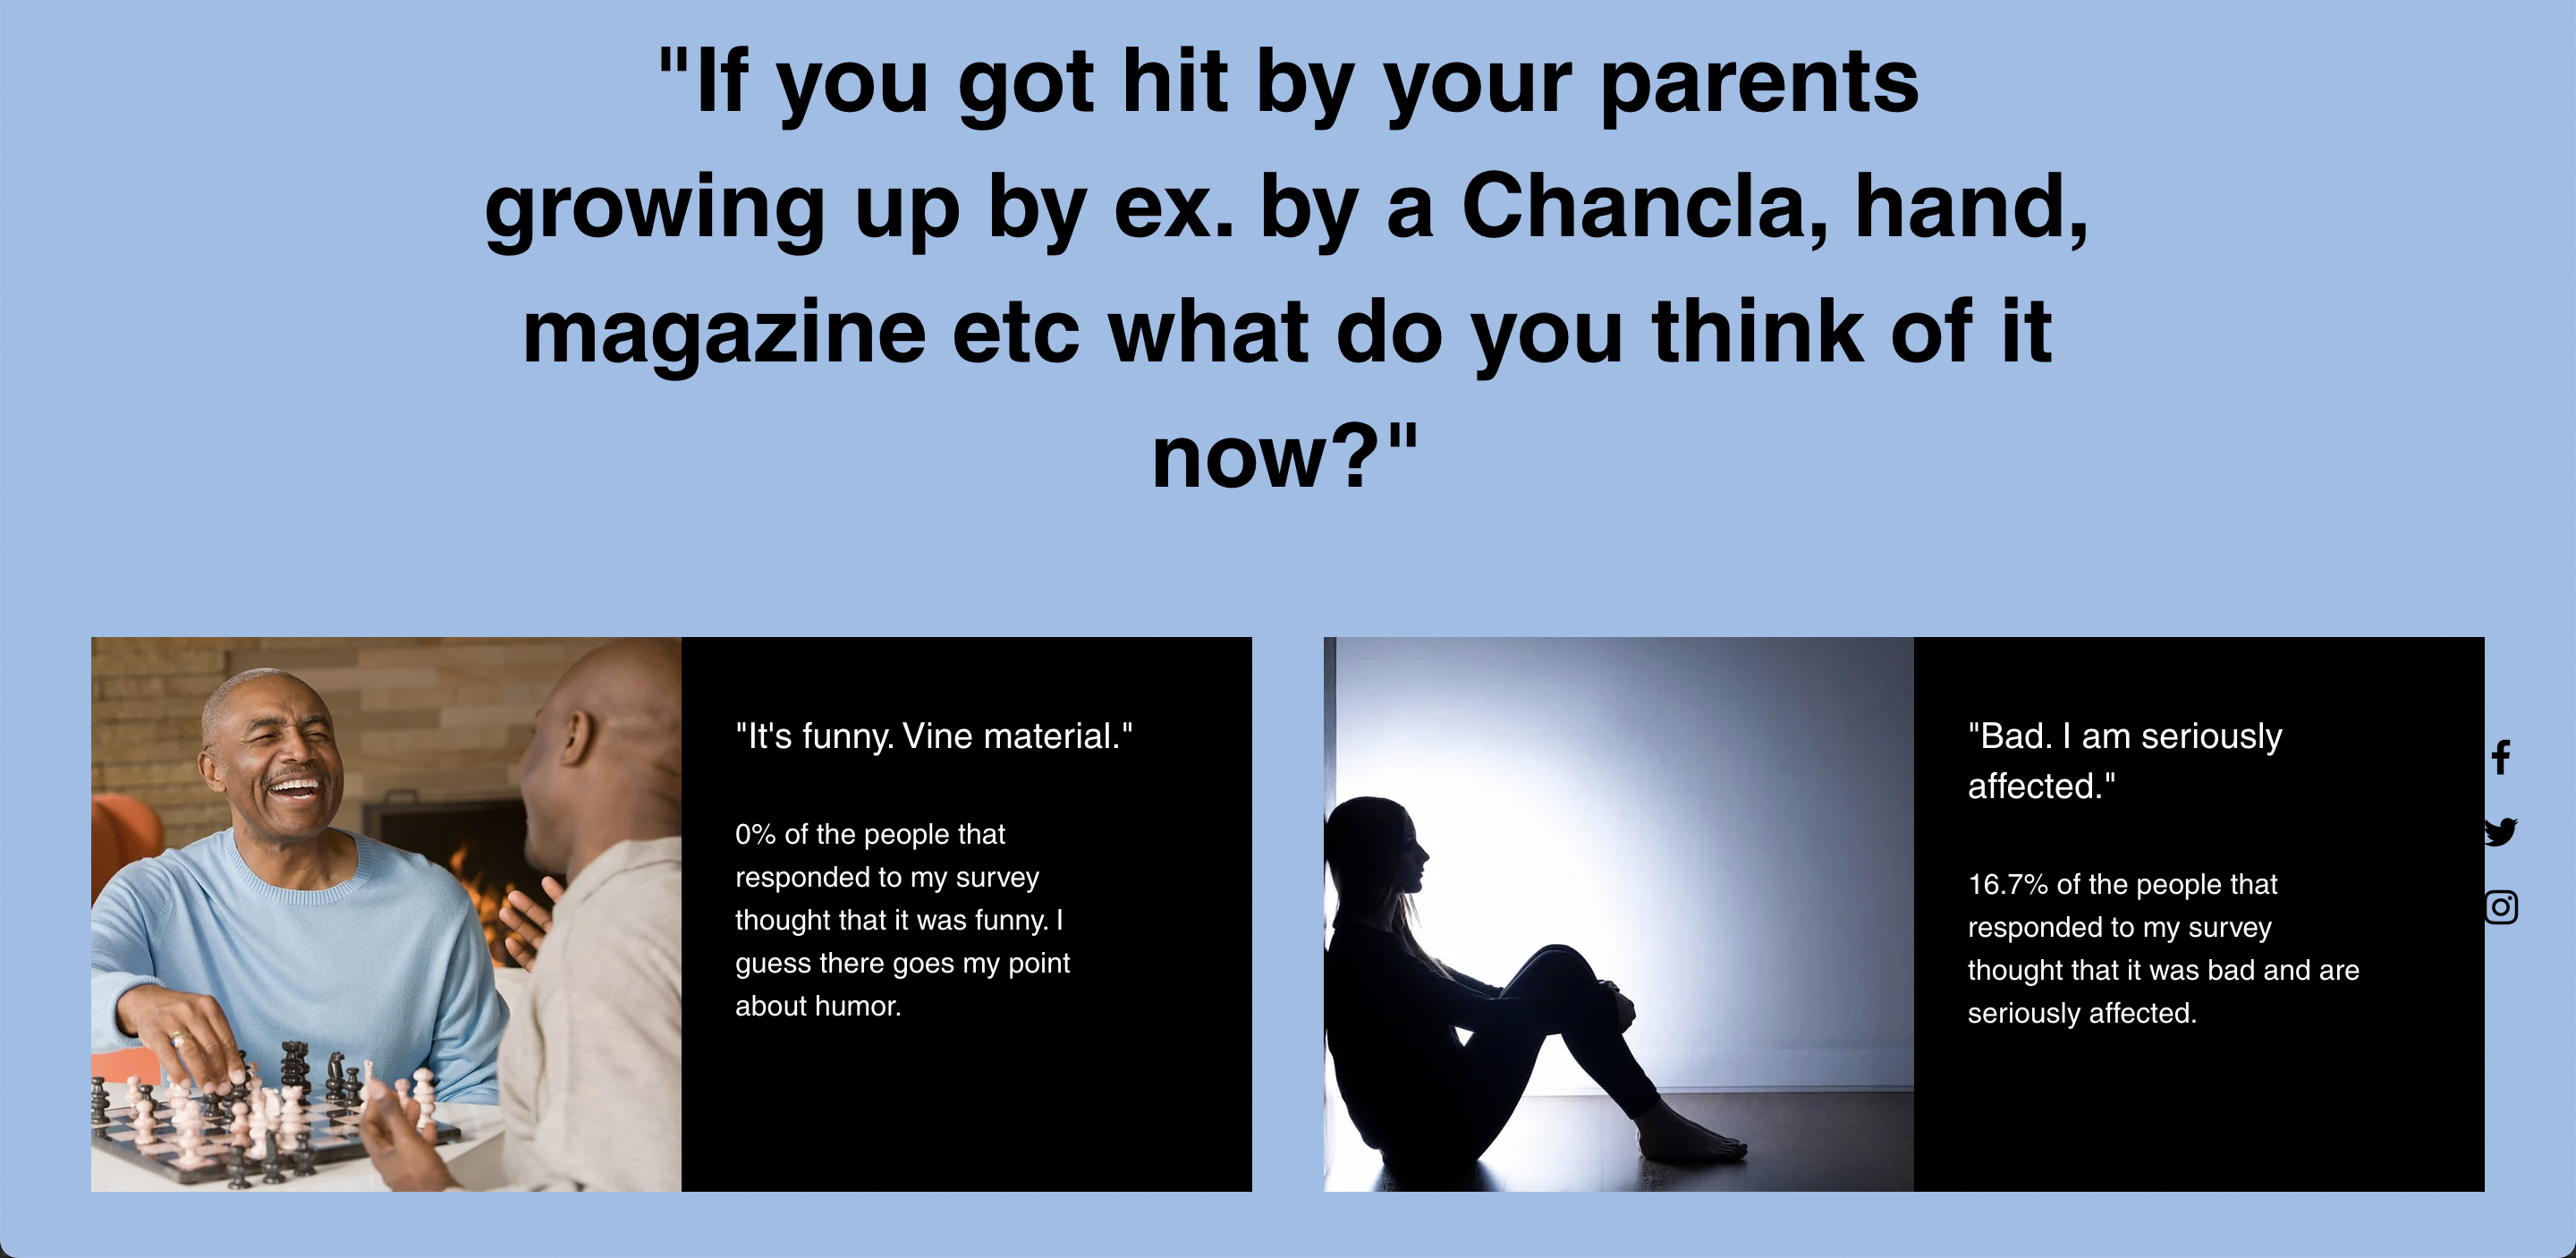 "If you got hit by your parents
growing up by ex. by a Chancla, hand,
magazine etc what do you think of it
now?"
"It's funny. Vine material."
0% of the people that
responded to my survey
thought that it was funny. I
guess there goes my point
about humor.
"Bad. I am seriously
affected."
16.7% of the people that
responded to my survey
thought that it was bad and are
seriously affected.